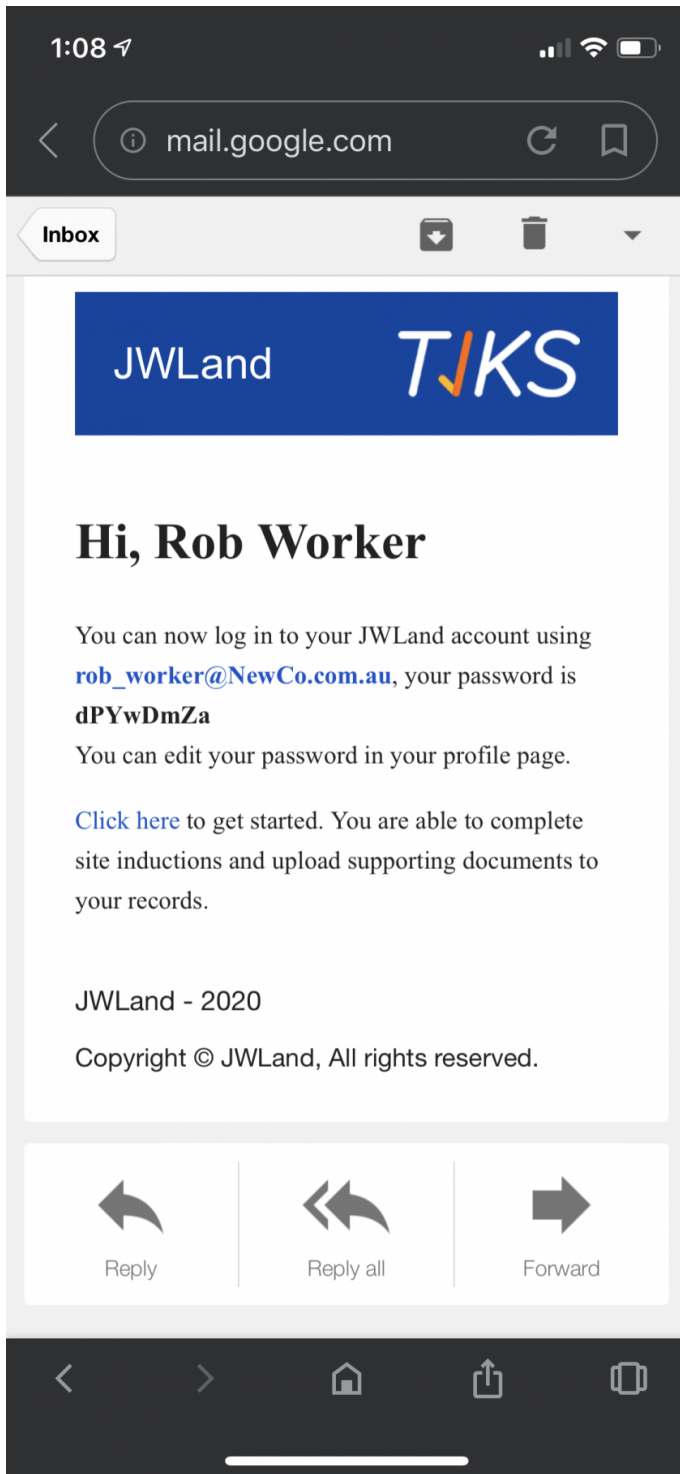 1:08
mail.google.com
Inbox
JWLand
TJKS
Hi, Rob Worker
You can now log in to your JWLand account using
rob_worker@NewCo.com.au, your password is
dPYwDmZa
You can edit your password in your profile page.
Click here to get started. You are able to complete
site inductions and upload supporting documents to
your records.
JWLand - 2020
Copyright © JWLand, All rights reserved.
Reply
Reply all
Forward